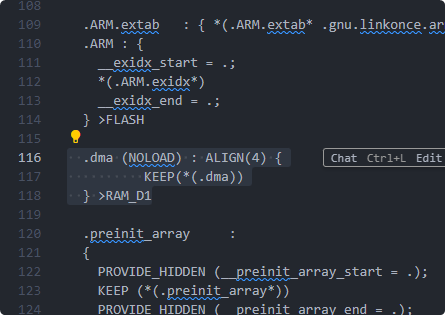 108
109 .ARM.extab : { *(.ARM.extab* .gnu.linkonce.ar
110 .ARM : {
111 __exidx_start = .;
112 *(.ARM.exidx*)
113 __exidx_end = .;
114 } >FLASH
115
116 .dma (NOLOAD) : ALIGN(4) { Chat Ctrl+L Edit
117 KEEP(*(.dma))
118 } >RAM_D1
119
120 .preinit_array :
121 {
122 PROVIDE_HIDDEN (__preinit_array_start = .);
123 KEEP (*(.preinit_array*))
124 PROVIDE_HIDDEN (__preinit_array_end = .);